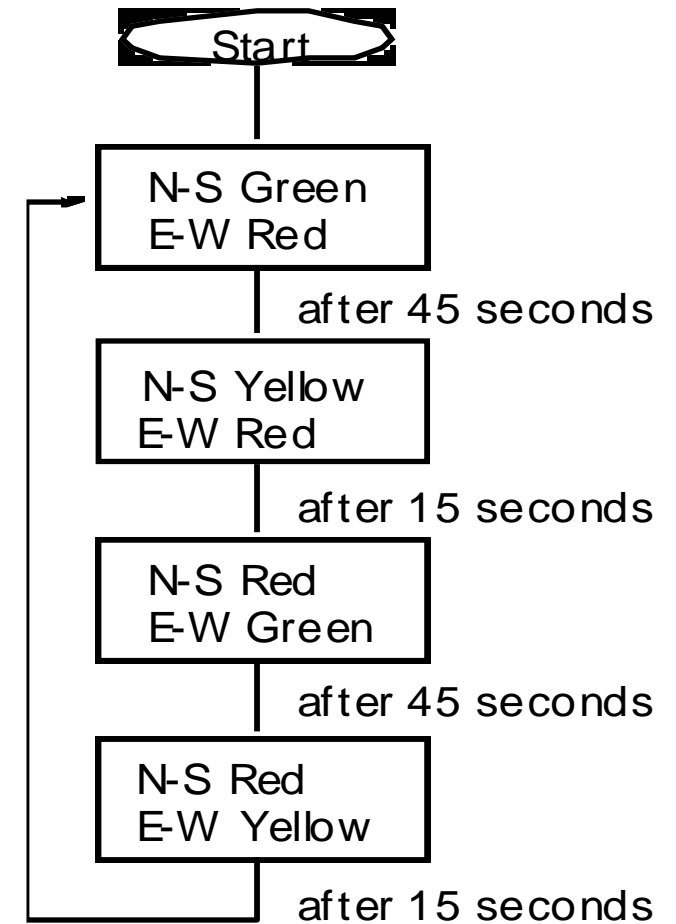 Start
N-S Green
E-W Red
after 45 seconds
N-S Yellow
E-W Red
after 15 seconds
N-S Red
E-W Green
after 45 seconds
N-S Red
E-W Yellow
after 15 seconds